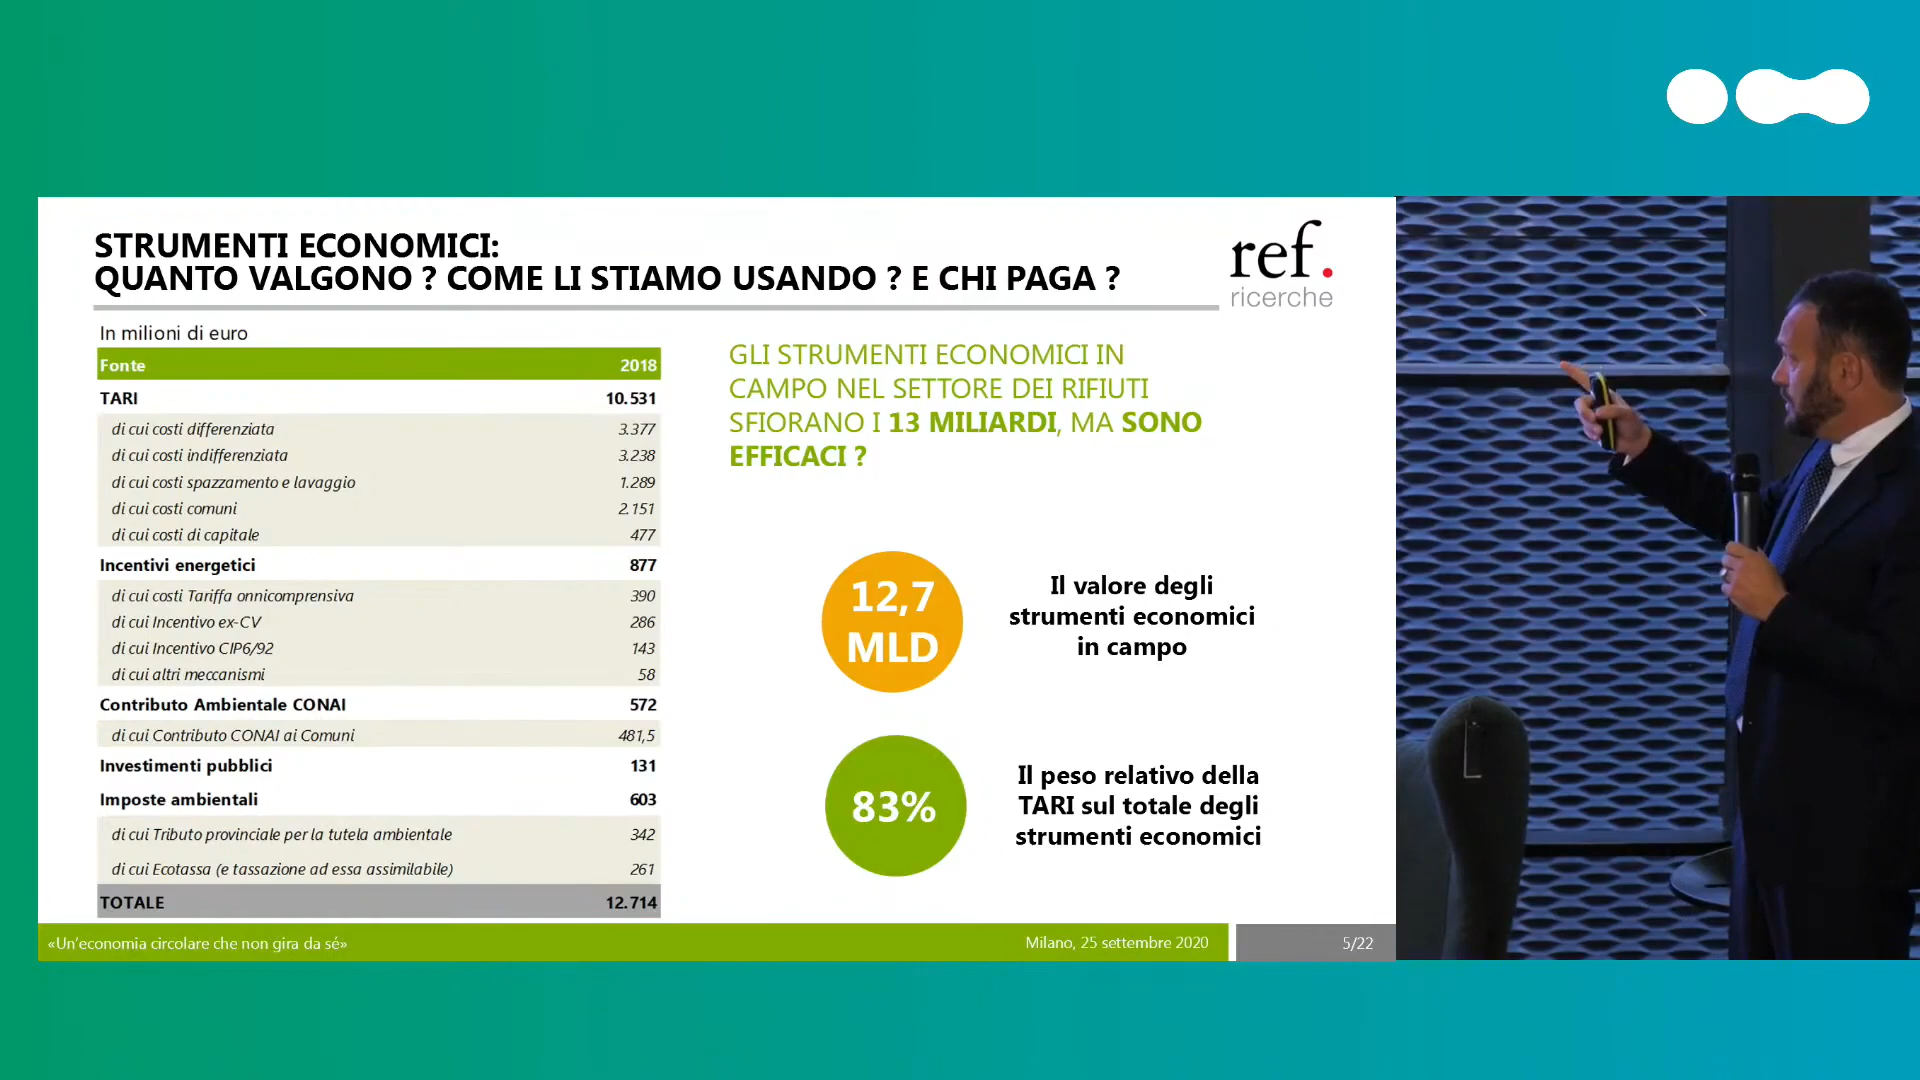 STRUMENTI ECONOMICI:
QUANTO VALGONO ? COME LI STIAMO USANDO ? E CHI PAGA ?
ref.
ricerche
In milioni di euro
Fonte 2018
TARI 10.531
di cui costi differenziata 3.377
di cui costi indifferenziata 3.238
di cui costi spazzamento e lavaggio 1.289
di cui costi comuni 2.151
di cui costi di capitale 477
Incentivi energetici 877
di cui costi Tariffa onnicomprensiva 390
di cui Incentivo ex-CV 286
di cui Incentivo CIP6/92 143
di cui altri meccanismi 58
Contributo Ambientale CONAI 572
di cui Contributo CONAI ai Comuni 481,5
Investimenti pubblici 131
Imposte ambientali 603
di cui Tributo provinciale per la tutela ambientale 342
di cui Ecotassa (e tassazione ad essa assimilabile) 261
TOTALE 12.714
GLI STRUMENTI ECONOMICI IN
CAMPO NEL SETTORE DEI RIFIUTI
SFIORANO I 13 MILIARDI, MA SONO
EFFICACI ?
12,7
MLD
Il valore degli
strumenti economici
in campo
83%
Il peso relativo della
TARI sul totale degli
strumenti economici
«Un'economia circolare che non gira da sé»
Milano, 25 settembre 2020
5/22